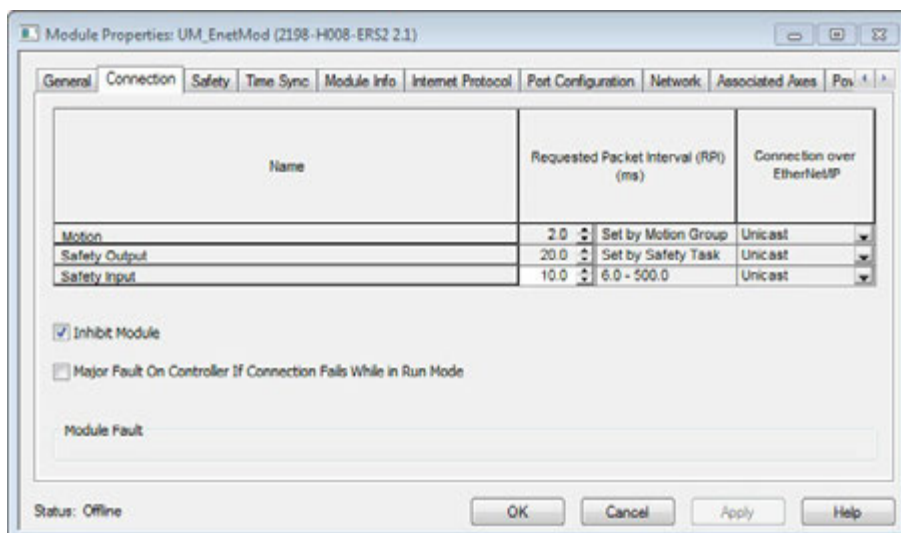 Module Properties: UM_EnetMod (2198-H008-ERS2 2.1)
General Connection Safety Time Sync Module Info Internet Protocol Port Configuration Network Associated Axes Pov
Name Requested Packet Interval (RPI) (ms) Connection over EtherNet/IP
Motion 2.0 Set by Motion Group Unicast
Safety Output 20.0 Set by Safety Task Unicast
Safety Input 10.0 6.0 - 500.0 Unicast
Inhibit Module
Major Fault On Controller If Connection Fails While in Run Mode
Module Fault
Status: Offline OK Cancel Apply Help